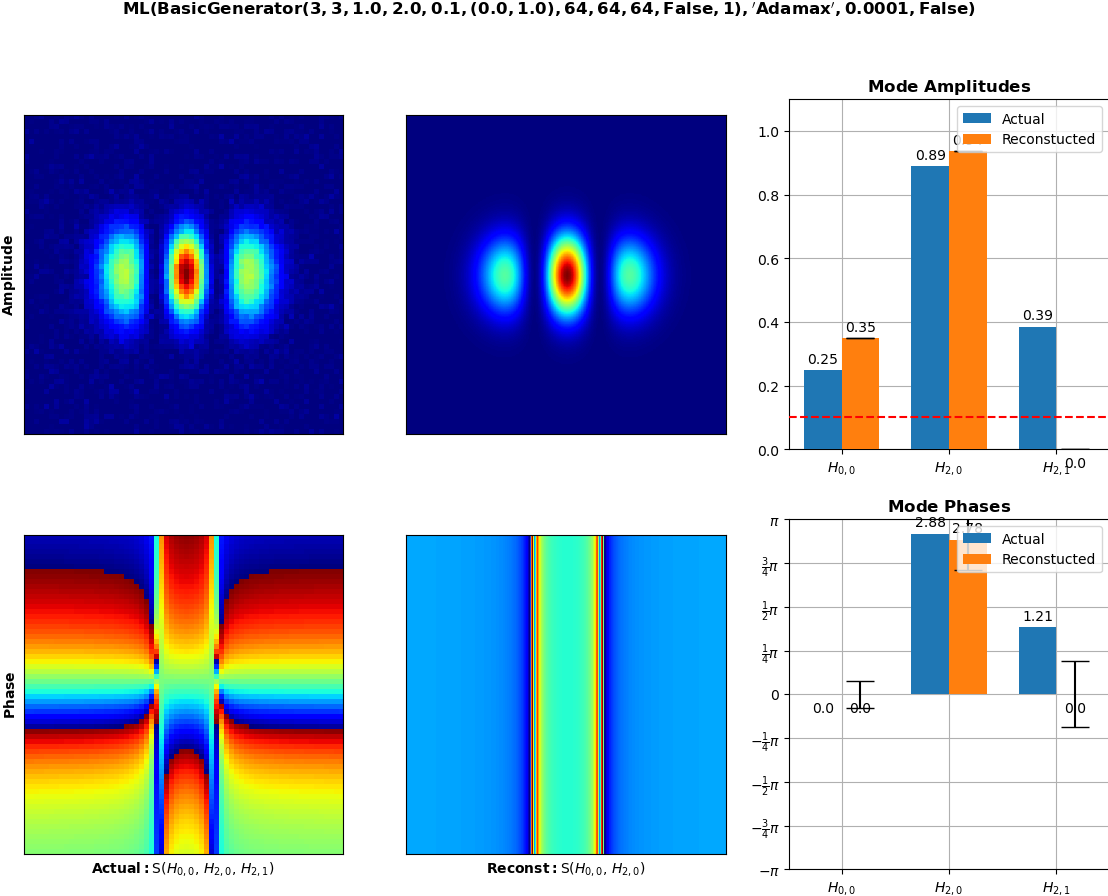 ML(BasicGenerator(3, 3, 1.0, 2.0, 0.1, (0.0, 1.0), 64, 64, 64, False, 1), 'Adamax', 0.0001, False)
Mode Amplitudes
Amplitude
Actual
Reconstucted
1.0
0.8
0.6
0.4
0.2
0.0
0.25
0.35
0.89
0.39
0.0
H0,0
H2,0
H2,1
Mode Phases
Phase
Actual
Reconstucted
π
3/4π
1/2π
1/4π
0
−1/4π
−1/2π
−3/4π
−π
0.0
0.0
2.88
2.78
1.21
0.0
H0,0
H2,0
H2,1
Actual: S(H0,0, H2,0, H2,1)
Reconst: S(H0,0, H2,0)